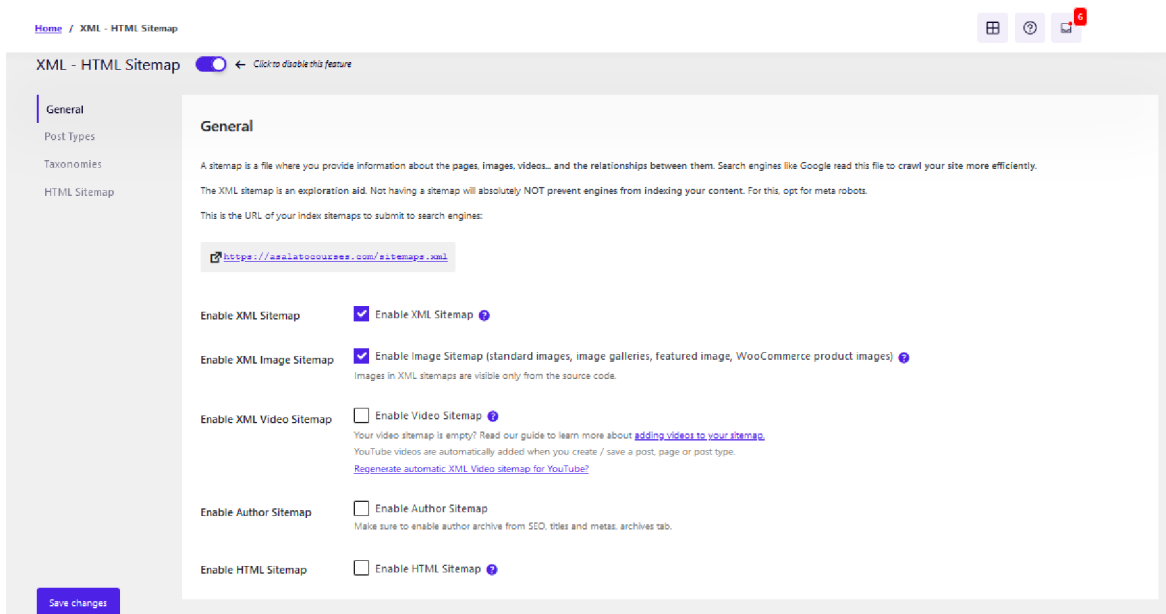 Home / XML - HTML Sitemap
6
XML - HTML Sitemap ← Click to disable this feature
General
Post Types
Taxonomies
HTML Sitemap
General
A sitemap is a file where you provide information about the pages, images, videos... and the relationships between them. Search engines like Google read this file to crawl your site more efficiently.
The XML sitemap is an exploration aid. Not having a sitemap will absolutely NOT prevent engines from indexing your content. For this, opt for meta robots.
This is the URL of your index sitemaps to submit to search engines:
https://asalatocourses.com/sitemaps.xml
Enable XML Sitemap Enable XML Sitemap ?
Enable XML Image Sitemap Enable Image Sitemap (standard images, image galleries, featured image, WooCommerce product images) ?
Images in XML sitemaps are visible only from the source code.
Enable XML Video Sitemap Enable Video Sitemap ?
Your video sitemap is empty? Read our guide to learn more about adding videos to your sitemap.
YouTube videos are automatically added when you create / save a post, page or post type.
Regenerate automatic XML Video sitemap for YouTube?
Enable Author Sitemap Enable Author Sitemap
Make sure to enable author archive from SEO, titles and metas, archives tab.
Enable HTML Sitemap Enable HTML Sitemap ?
Save changes